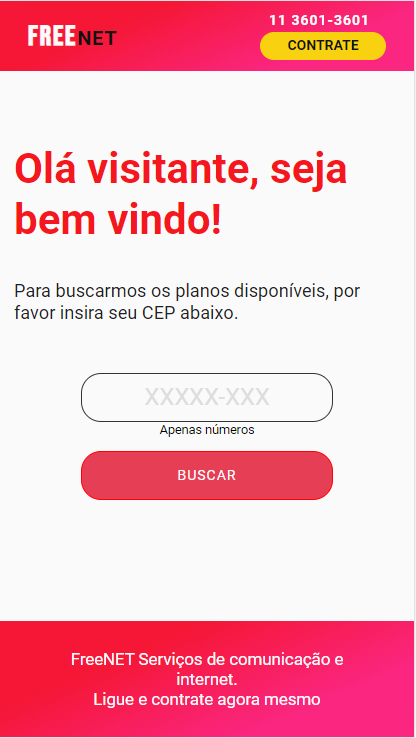 11 3601-3601
FREENET
CONTRATE
Olá visitante, seja
bem vindo!
Para buscarmos os planos disponíveis, por
favor insira seu CEP abaixo.
XXXXX-XXX
Apenas números
BUSCAR
FreeNET Serviços de comunicação e
internet.
Ligue e contrate agora mesmo